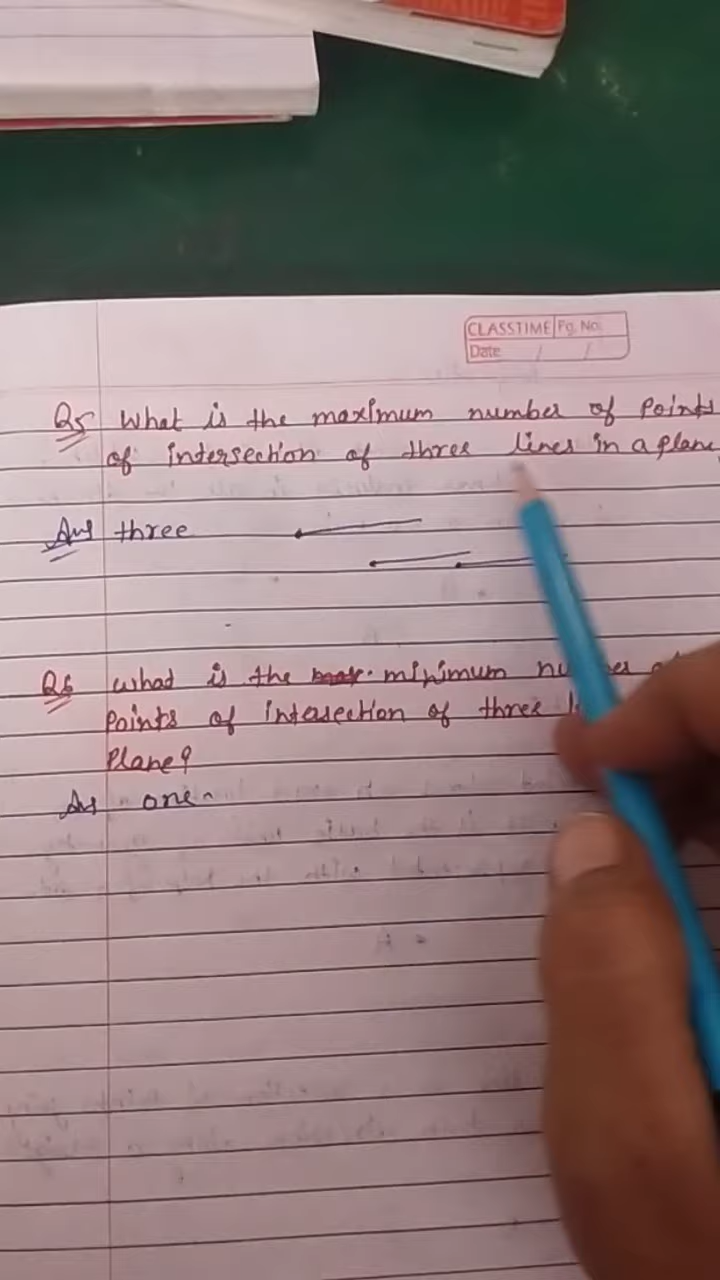 CLASSTIME Pg. No.
Date / /
Q5 What is the maximum number of Points
of intersection of three lines in a plane
Ans three
Q6 what is the minimum
Points of intersection of three
Plane?
Ans one